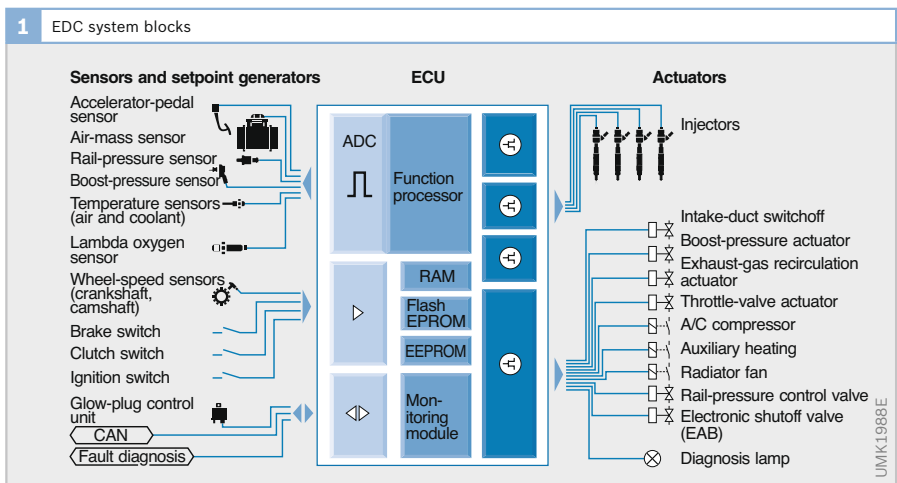 1 EDC system blocks
Sensors and setpoint generators
Accelerator-pedal
sensor
Air-mass sensor
Rail-pressure sensor
Boost-pressure sensor
Temperature sensors
(air and coolant)
Lambda oxygen
sensor
Wheel-speed sensors
(crankshaft,
camshaft)
Brake switch
Clutch switch
Ignition switch
Glow-plug control
unit
CAN
Fault diagnosis
ECU
ADC
Function
processor
RAM
Flash
EPROM
EEPROM
Mon-
itoring
module
Actuators
Injectors
Intake-duct switchoff
Boost-pressure actuator
Exhaust-gas recirculation
actuator
Throttle-valve actuator
A/C compressor
Auxiliary heating
Radiator fan
Rail-pressure control valve
Electronic shutoff valve
(EAB)
Diagnosis lamp
UMK1988E